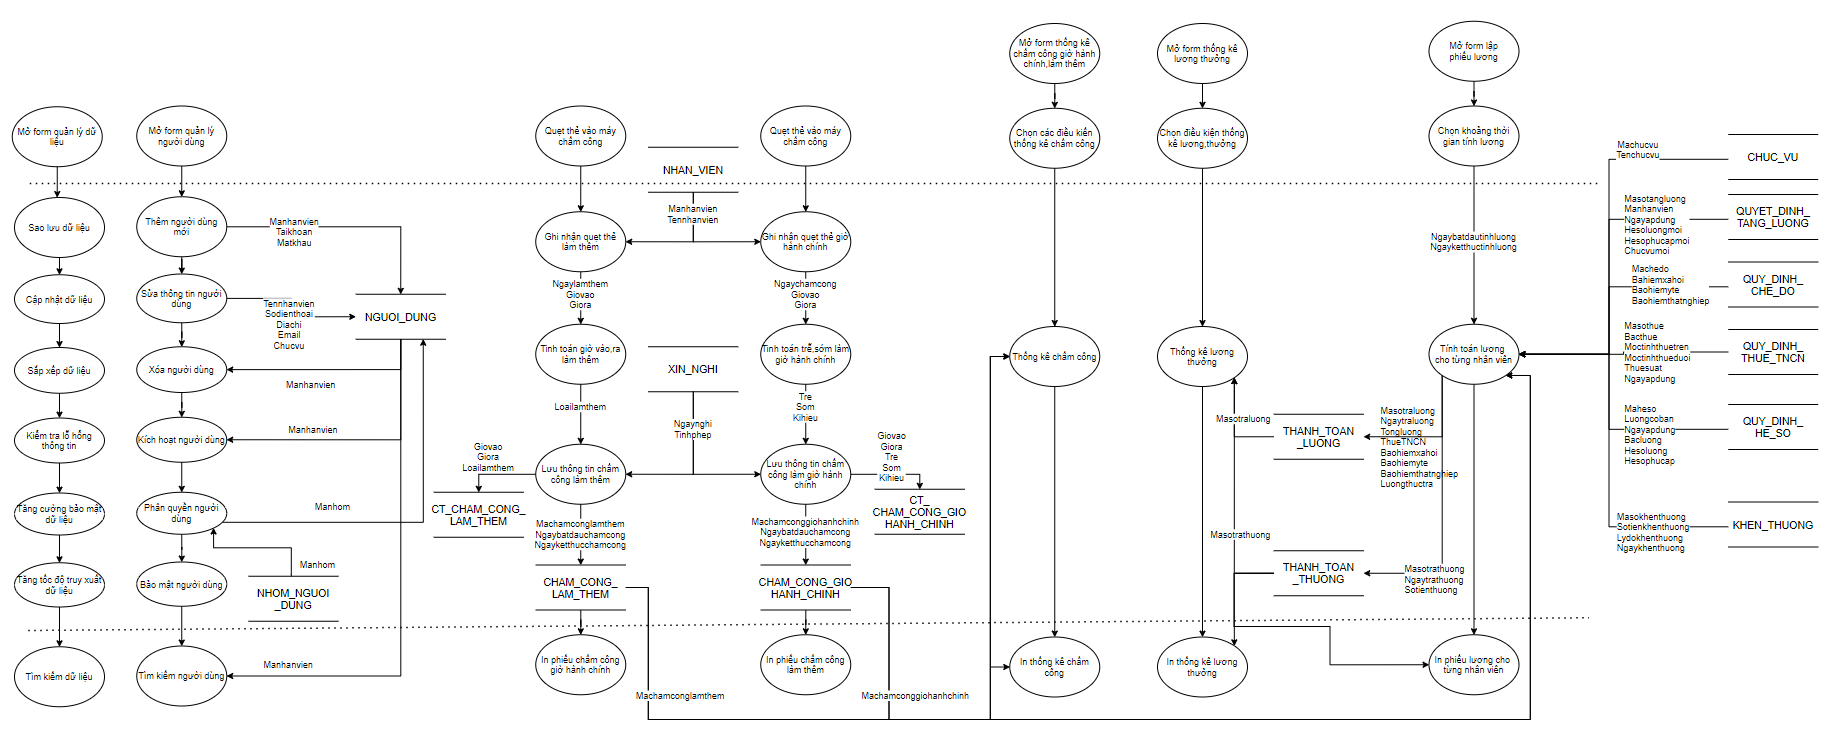 Mở form quản lý dữ
liệu
Sao lưu dữ liệu
Cập nhật dữ liệu
Sắp xếp dữ liệu
Kiểm tra lỗ hổng
thông tin
Tăng cường bảo mật
dữ liệu
Tăng tốc độ truy xuất
dữ liệu
Tìm kiếm dữ liệu
Mở form quản lý
người dùng
Thêm người dùng
mới
Sửa thông tin người
dùng
Xóa người dùng
Kích hoạt người dùng
Phân quyền người
dùng
Bảo mật người dùng
Tìm kiếm người dùng
Manhanvien
Taikhoan
Matkhau
Tennhanvien
Sodienthoai
Diachi
Email
Chucvu
NGUOI_DUNG
Manhanvien
Manhanvien
Manhom
Manhom
NHOM_NGUOI
_DUNG
Manhanvien
Quẹt thẻ vào máy
chấm công
Ghi nhận quẹt thẻ
làm thêm
Ngaylamthem
Giovao
Giora
Tính toán giờ vào,ra
làm thêm
Loailamthem
Lưu thông tin chấm
công làm thêm
Giovao
Giora
Loailamthem
CT_CHAM_CONG_
LAM_THEM
Machamconglamthem
Ngaybatdauchamcong
Ngayketthucchamcong
CHAM_CONG_
LAM_THEM
In phiếu chấm công
giờ hành chính
Machamconglamthem
NHAN_VIEN
Manhanvien
Tennhanvien
XIN_NGHI
Ngaynghi
Tinhphep
Quẹt thẻ vào máy
chấm công
Ghi nhận quẹt thẻ giờ
hành chính
Ngaychamcong
Giovao
Giora
Tính toán trễ,sớm làm
giờ hành chính
Tre
Som
Kihieu
Lưu thông tin chấm
công làm giờ hành
chính
Giovao
Giora
Tre
Som
Kihieu
CT_
CHAM_CONG_GIO
HANH_CHINH
Machamconggiohanhchinh
Ngaybatdauchamcong
Ngayketthucchamcong
CHAM_CONG_GIO
HANH_CHINH
In phiếu chấm công
làm thêm
Machamconggiohanhchinh
Mở form thống kê
chấm công giờ hành
chính,làm thêm
Chọn các điều kiện
thống kê chấm công
Thống kê chấm công
In thống kê chấm
công
Mở form thống kê
lương thưởng
Chọn điều kiện thống
kê lương,thưởng
Thống kê lương
thưởng
In thống kê lương
thưởng
Masotraluong
THANH_TOAN
_LUONG
Masotraluong
Ngaytraluong
Tongluong
ThueTNCN
Baohiemxahoi
Baohiemyte
Baohiemthatnghiep
Luongthuctra
Masotrathuong
THANH_TOAN
_THUONG
Masotrathuong
Ngaytrathuong
Sotienthuong
Mở form lập
phiếu lương
Chọn khoảng thời
gian tính lương
Ngaybatdautinhluong
Ngayketthuctinhluong
Tính toán lương
cho từng nhân viên
In phiếu lương cho
từng nhân viên
Machucvu
Tenchucvu
CHUC_VU
Masotangluong
Manhanvien
Ngayapdung
Hesoluongmoi
Hesophucapmoi
Chucvumoi
QUYET_DINH_
TANG_LUONG
Machedo
Bahiemxahoi
Baohiemyte
Baohiemthatnghiep
QUY_DINH_
CHE_DO
Masothue
Bacthue
Moctinhthuetren
Moctinhthueduoi
Thuesuat
Ngayapdung
QUY_DINH_
THUE_TNCN
Maheso
Luongcoban
Ngayapdung
Bacluong
Hesoluong
Hesophucap
QUY_DINH_
HE_SO
Masokhenthuong
Sotienkhenthuong
Lydokhenthuong
Ngaykhenthuong
KHEN_THUONG